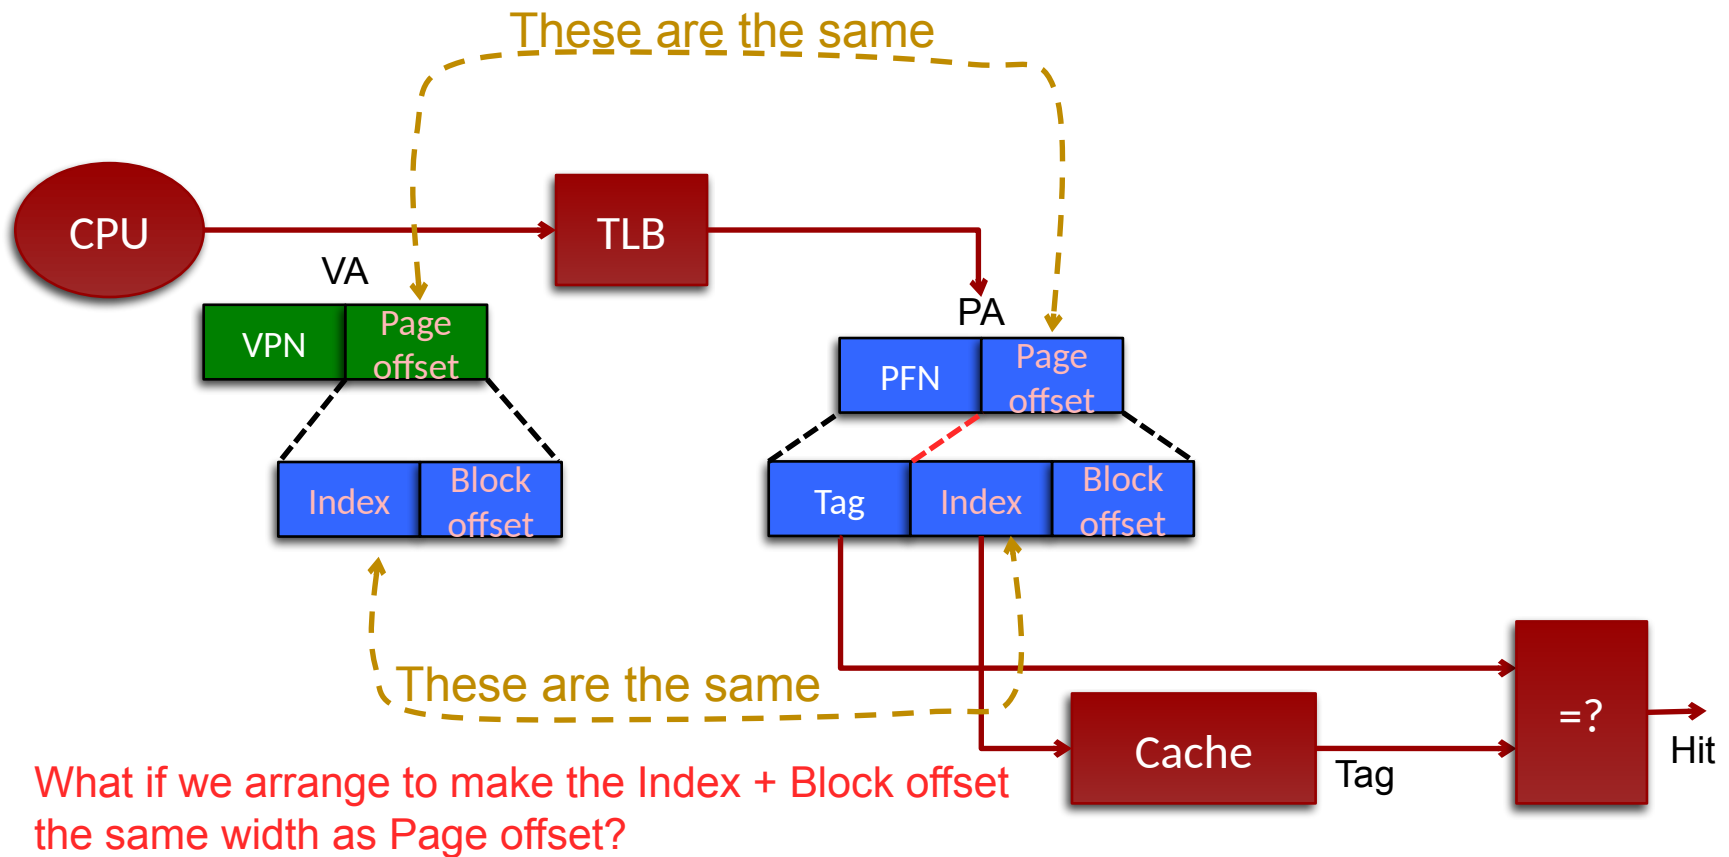 These are the same
CPU
TLB
VA
PA
VPN
Page
offset
PFN
Page
offset
Index
Block
offset
Tag
Index
Block
offset
These are the same
Cache
Tag
=?
Hit
What if we arrange to make the Index + Block offset
the same width as Page offset?